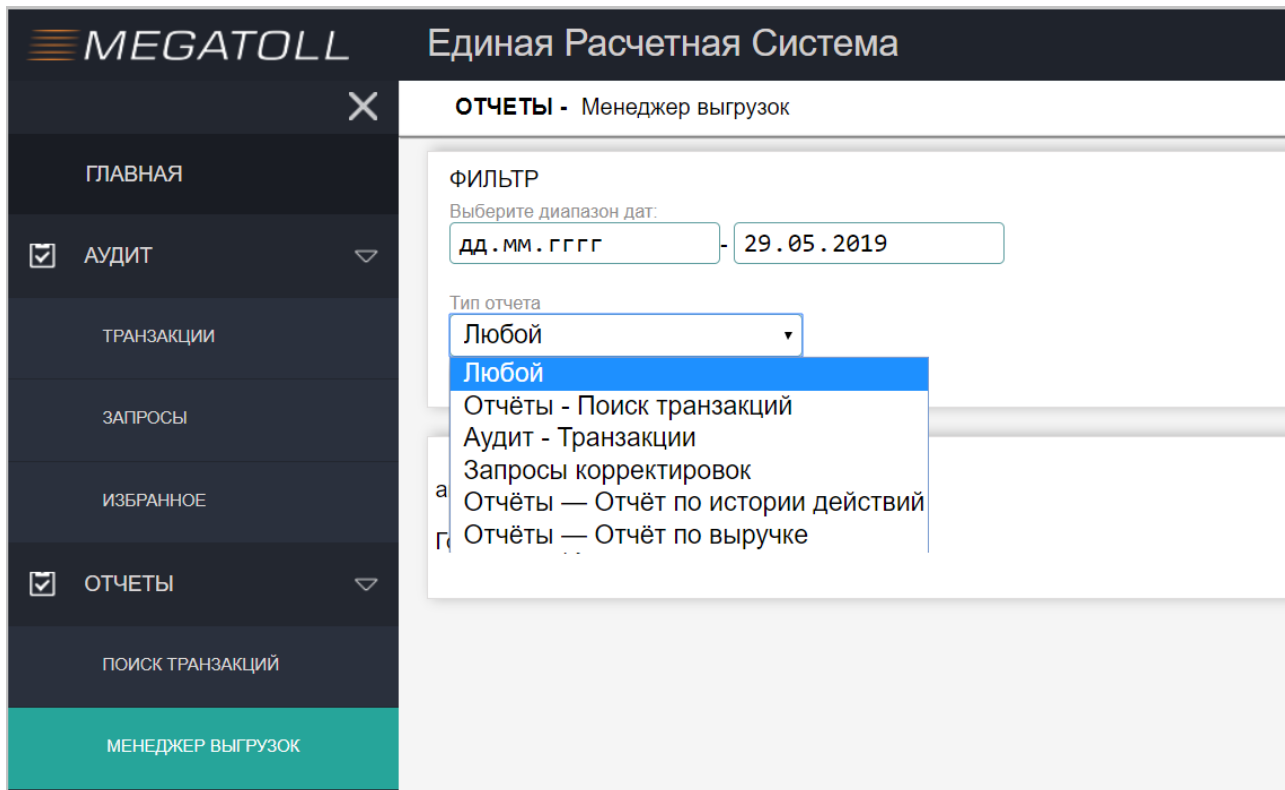 MEGATOLL
Единая Расчетная Система
ОТЧЕТЫ - Менеджер выгрузок
ГЛАВНАЯ
АУДИТ
ТРАНЗАКЦИИ
ЗАПРОСЫ
ИЗБРАННОЕ
ОТЧЕТЫ
ПОИСК ТРАНЗАКЦИЙ
МЕНЕДЖЕР ВЫГРУЗОК
ФИЛЬТР
Выберите диапазон дат:
дд.мм.гггг - 29.05.2019
Тип отчета
Любой
Любой
Отчёты - Поиск транзакций
Аудит - Транзакции
Запросы корректировок
Отчёты — Отчёт по истории действий
Отчёты — Отчёт по выручке